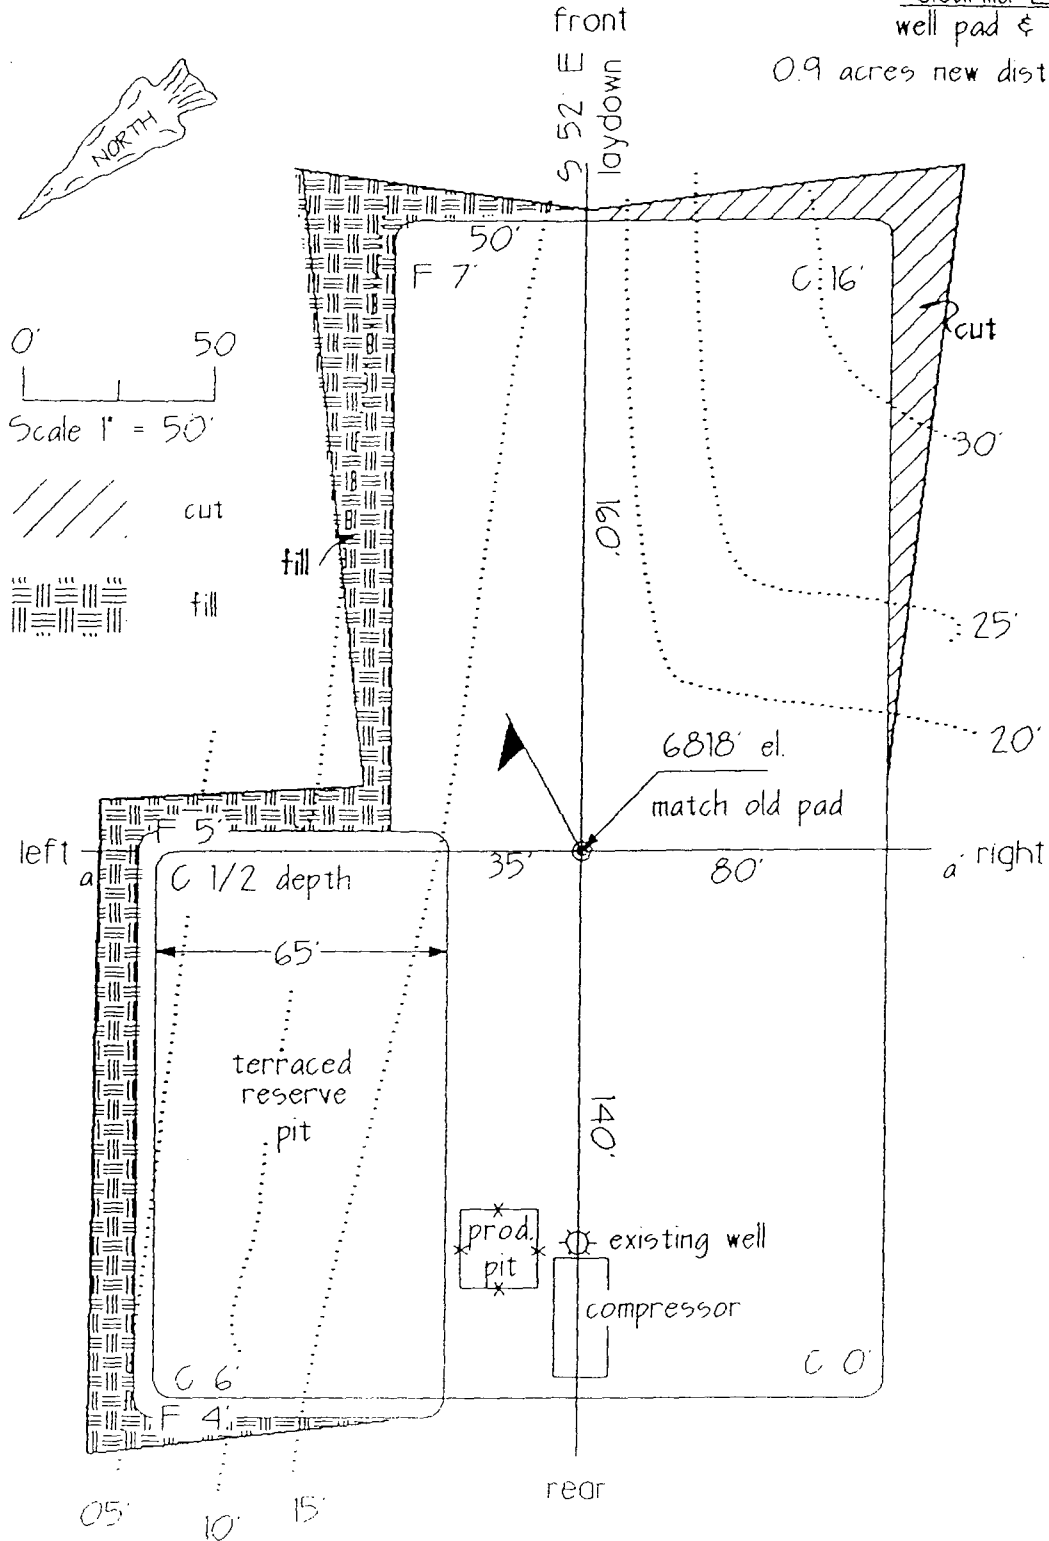 front
well pad &
0.9 acres new dist
S 52 E
laydown
NORTH
50'
F 7'
C 16'
cut
0' 50
Scale 1" = 50'
30'
cut
160'
fill
fill
25'
20'
6818' el.
match old pad
F 5'
left
a
35'
80'
a' right
C 1/2 depth
65'
terraced
reserve
pit
140'
prod.
pit
existing well
compressor
C 6'
C 0'
F 4'
rear
05'
10'
15'